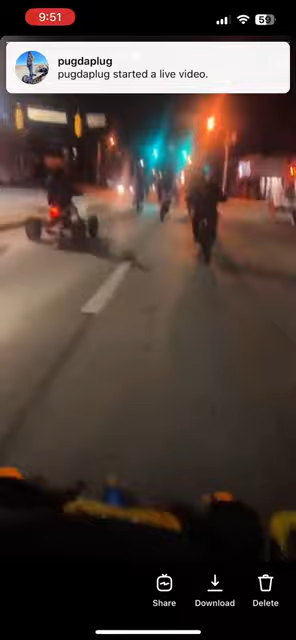 9:51
59
pugdaplug
pugdaplug started a live video.
Share
Download
Delete